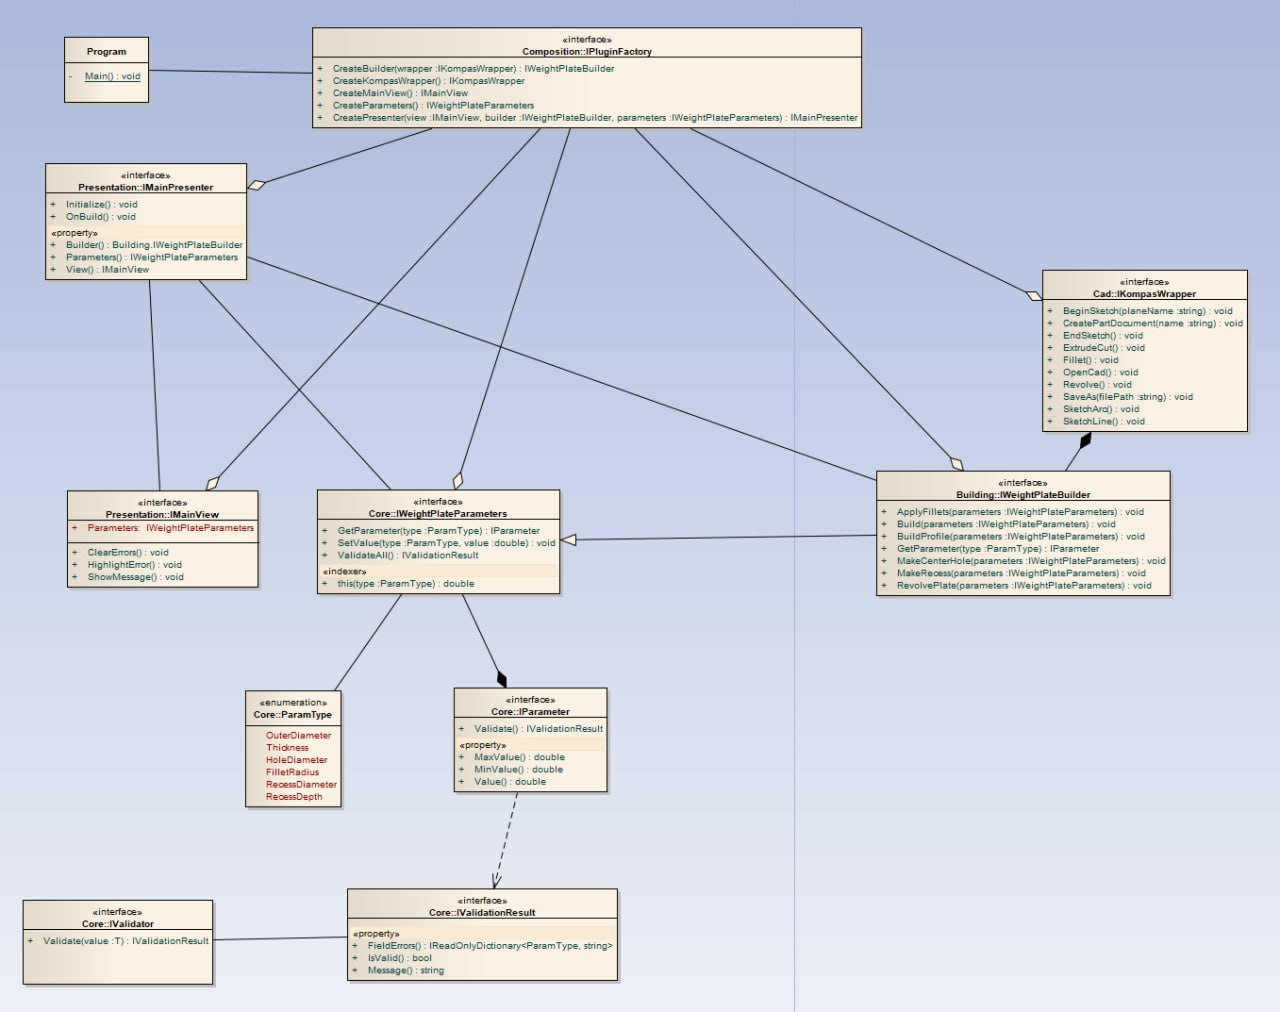 Program
- Main() : void
«interface»
Composition::IPluginFactory
+ CreateBuilder(wrapper :IKompasWrapper) : IWeightPlateBuilder
+ CreateKompasWrapper() : IKompasWrapper
+ CreateMainView() : IMainView
+ CreateParameters() : IWeightPlateParameters
+ CreatePresenter(view :IMainView, builder :IWeightPlateBuilder, parameters :IWeightPlateParameters) : IMainPresenter
«interface»
Presentation::IMainPresenter
+ Initialize() : void
+ OnBuild() : void
«property»
+ Builder() : Building.IWeightPlateBuilder
+ Parameters() : IWeightPlateParameters
+ View() : IMainView
«interface»
Cad::IKompasWrapper
+ BeginSketch(planeName :string) : void
+ CreatePartDocument(name :string) : void
+ EndSketch() : void
+ ExtrudeCut() : void
+ Fillet() : void
+ OpenCad() : void
+ Revolve() : void
+ SaveAs(filePath :string) : void
+ SketchArc() : void
+ SketchLine() : void
«interface»
Presentation::IMainView
+ Parameters: IWeightPlateParameters
+ ClearErrors() : void
+ HighlightError() : void
+ ShowMessage() : void
«interface»
Core::IWeightPlateParameters
+ GetParameter(type :ParamType) : IParameter
+ SetValue(type :ParamType, value :double) : void
+ ValidateAll() : IValidationResult
«indexer»
+ this(type :ParamType) : double
«interface»
Building::IWeightPlateBuilder
+ ApplyFillets(parameters :IWeightPlateParameters) : void
+ Build(parameters :IWeightPlateParameters) : void
+ BuildProfile(parameters :IWeightPlateParameters) : void
+ GetParameter(type :ParamType) : IParameter
+ MakeCenterHole(parameters :IWeightPlateParameters) : void
+ MakeRecess(parameters :IWeightPlateParameters) : void
+ RevolvePlate(parameters :IWeightPlateParameters) : void
«enumeration»
Core::ParamType
OuterDiameter
Thickness
HoleDiameter
FilletRadius
RecessDiameter
RecessDepth
«interface»
Core::IParameter
+ Validate() : IValidationResult
«property»
+ MaxValue() : double
+ MinValue() : double
+ Value() : double
«interface»
Core::IValidator
+ Validate(value :T) : IValidationResult
«interface»
Core::IValidationResult
«property»
+ FieldErrors() : IReadOnlyDictionary<ParamType, string>
+ IsValid() : bool
+ Message() : string